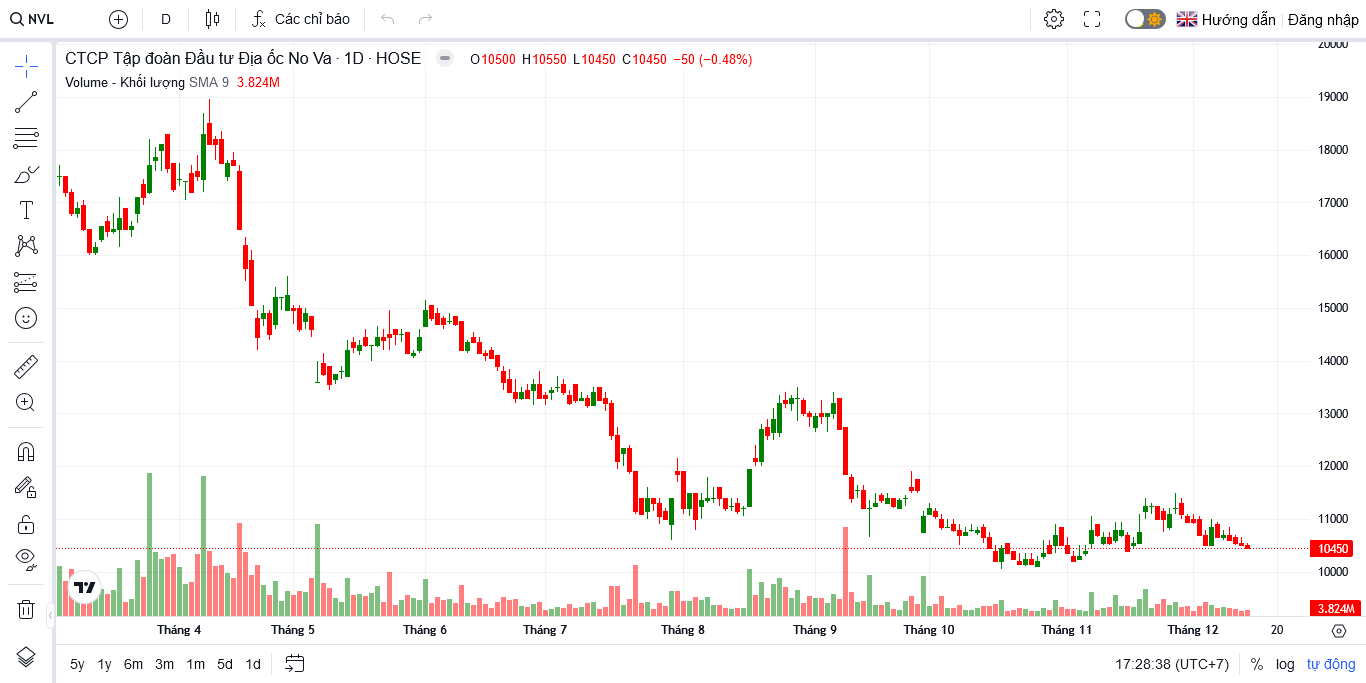 NVL D Các chỉ báo Hướng dẫn Đăng nhập
CTCP Tập đoàn Đầu tư Địa ốc No Va · 1D · HOSE O10500 H10550 L10450 C10450 −50 (−0.48%)
Volume - Khối lượng SMA 9 3.824M
20000
19000
18000
17000
16000
15000
14000
13000
12000
11000
10450
10000
3.824M
Tháng 4 Tháng 5 Tháng 6 Tháng 7 Tháng 8 Tháng 9 Tháng 10 Tháng 11 Tháng 12 20
5y 1y 6m 3m 1m 5d 1d 17:28:38 (UTC+7) % log tự động